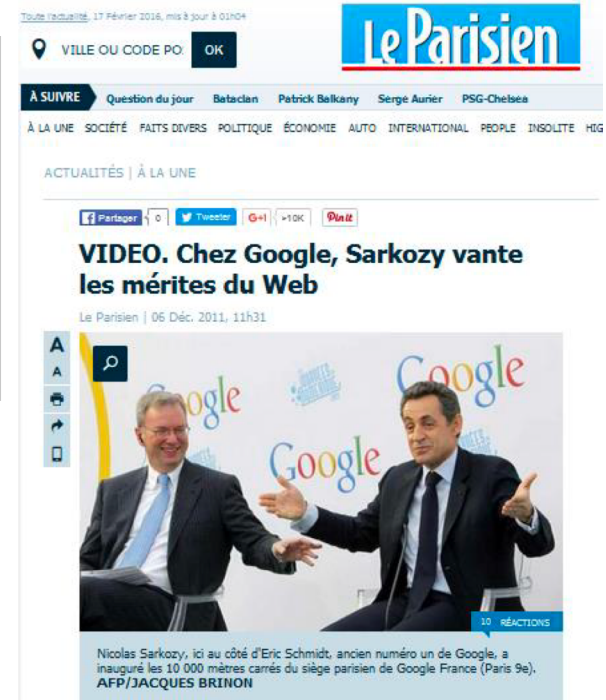 Toute l'actualité, 17 Février 2016, mis à jour à 01h04
VILLE OU CODE PO:
OK
Le Parisien
À SUIVRE
Question du jour Bataclan Patrick Balkany Serge Aurier PSG-Chelsea
À LA UNE SOCIÉTÉ FAITS DIVERS POLITIQUE ÉCONOMIE AUTO INTERNATIONAL PEOPLE INSOLITE HIG
ACTUALITÉS | À LA UNE
f Partager 0 Tweeter G+1 >10K Pin it
VIDEO. Chez Google, Sarkozy vante
les mérites du Web
Le Parisien | 06 Déc. 2011, 11h31
A
A
ogle
Google
Google
10 RÉACTIONS
Nicolas Sarkozy, ici au côté d'Eric Schmidt, ancien numéro un de Google, a
inauguré les 10 000 mètres carrés du siège parisien de Google France (Paris 9e).
AFP/JACQUES BRINON